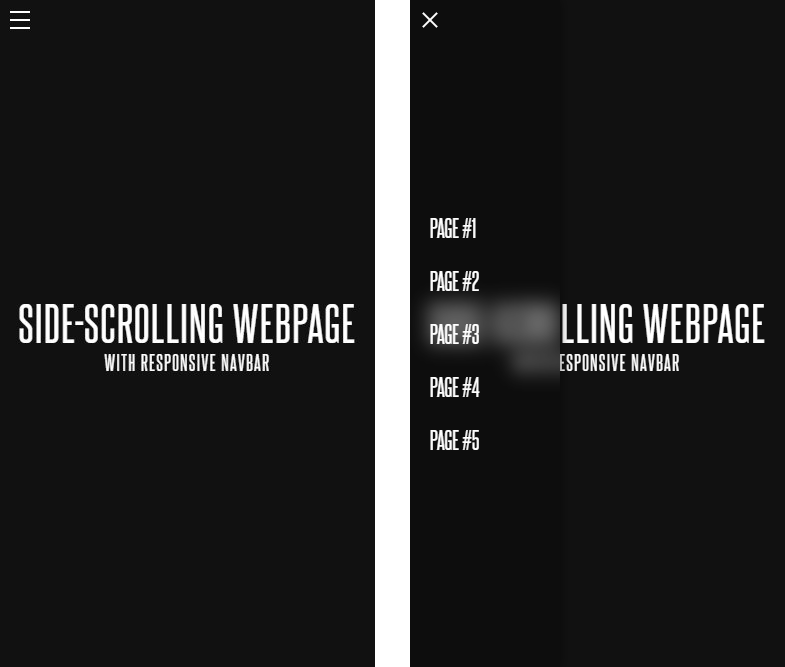 SIDE-SCROLLING WEBPAGE
WITH RESPONSIVE NAVBAR
PAGE #1
PAGE #2
PAGE #3
PAGE #4
PAGE #5
LLING WEBPAGE
ESPONSIVE NAVBAR